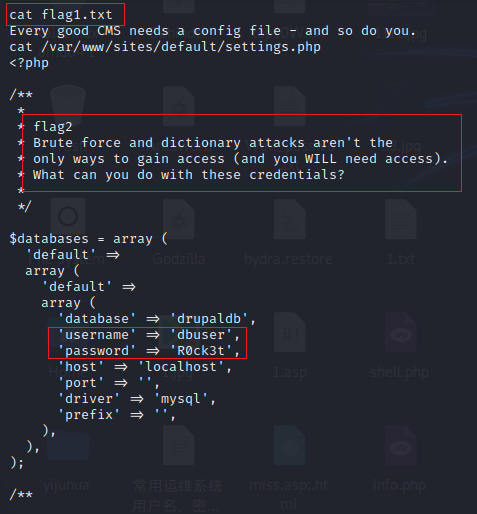 cat flag1.txt
Every good CMS needs a config file - and so do you.
cat /var/www/sites/default/settings.php
<?php
/**
 *
 * flag2
 * Brute force and dictionary attacks aren't the
 * only ways to gain access (and you WILL need access).
 * What can you do with these credentials?
 *
 */
$databases = array (
  'default' =>
  array (
    'default' =>
    array (
      'database' => 'drupaldb',
      'username' => 'dbuser',
      'password' => 'R0ck3t',
      'host' => 'localhost',
      'port' => '',
      'driver' => 'mysql',
      'prefix' => '',
    ),
  ),
);
/**
Godzilla
hydra.restore
1.txt
1.asp
shell.php
yijuhua
常用运维系统
用户名、密...
miss.asp;.ht
ml
info.php